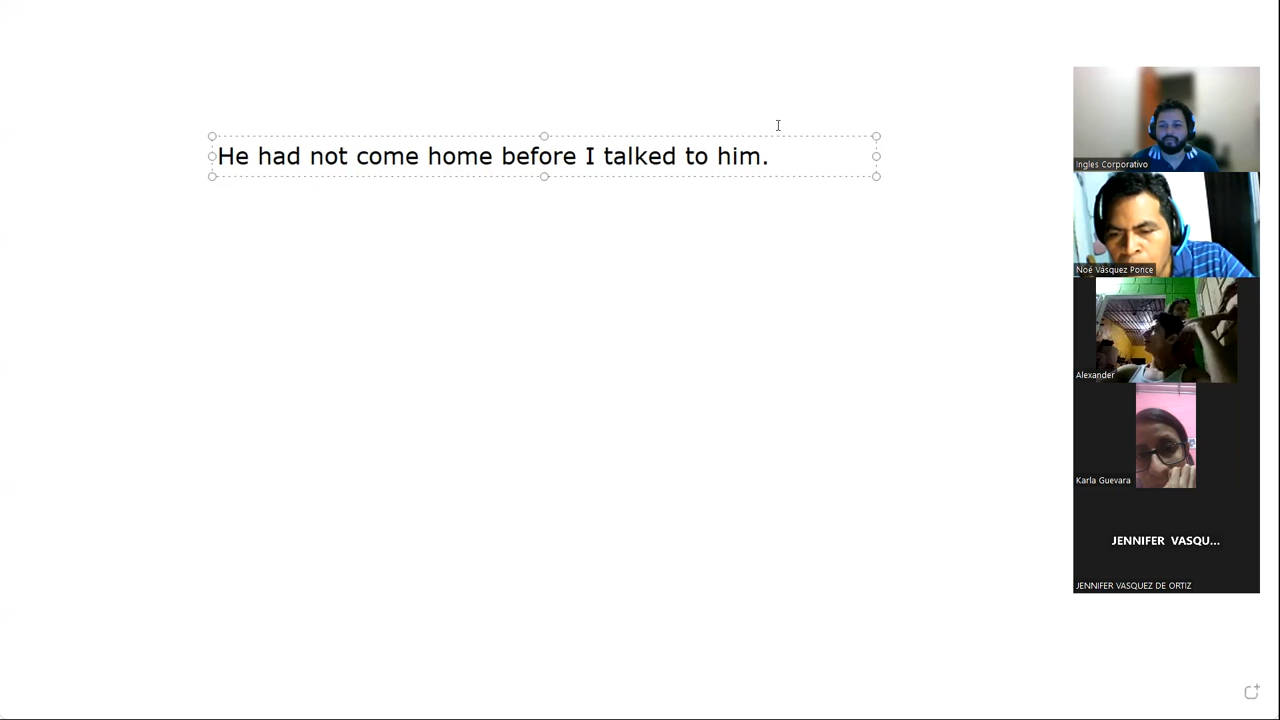 He had not come home before I talked to him.
Ingles Corporativo
Noé Vásquez Ponce
Alexander
Karla Guevara
JENNIFER VASQU...
JENNIFER VASQUEZ DE ORTIZ